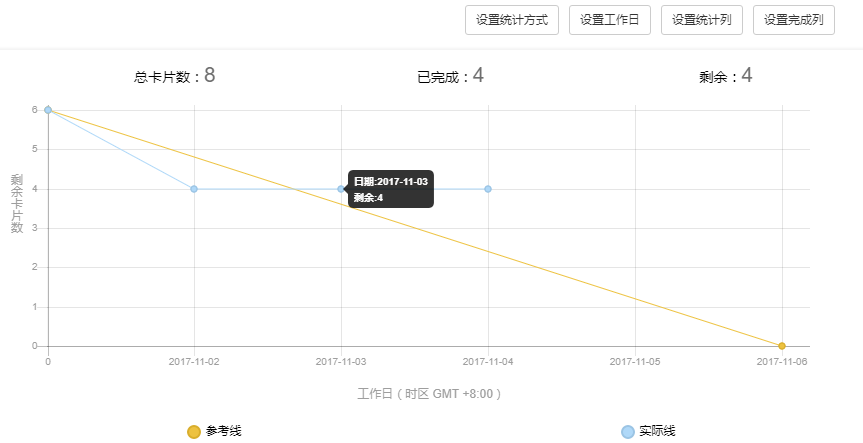 设置统计方式 设置工作日 设置统计列 设置完成列
总卡片数：8 已完成：4 剩余：4
6
5
4
3
2
1
0
剩余卡片数
日期:2017-11-03
剩余:4
0 2017-11-02 2017-11-03 2017-11-04 2017-11-05 2017-11-06
工作日（时区 GMT +8:00）
参考线 实际线